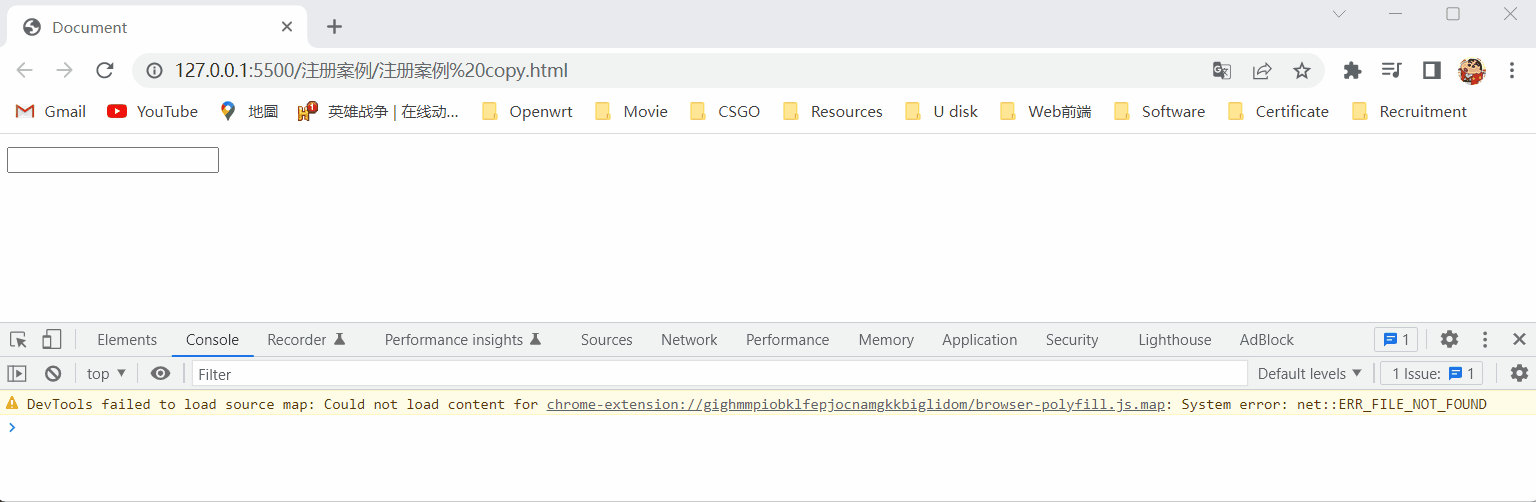 Document
127.0.0.1:5500/注册案例/注册案例%20copy.html
Gmail YouTube 地圖 1 英雄战争 | 在线动... Openwrt Movie CSGO Resources U disk Web前端 Software Certificate Recruitment
Elements Console Recorder Performance insights Sources Network Performance Memory Application Security Lighthouse AdBlock 1
top Filter Default levels 1 Issue: 1
DevTools failed to load source map: Could not load content for chrome-extension://gighmmpiobklfepjocnamgkkbiglidom/browser-polyfill.js.map: System error: net::ERR_FILE_NOT_FOUND